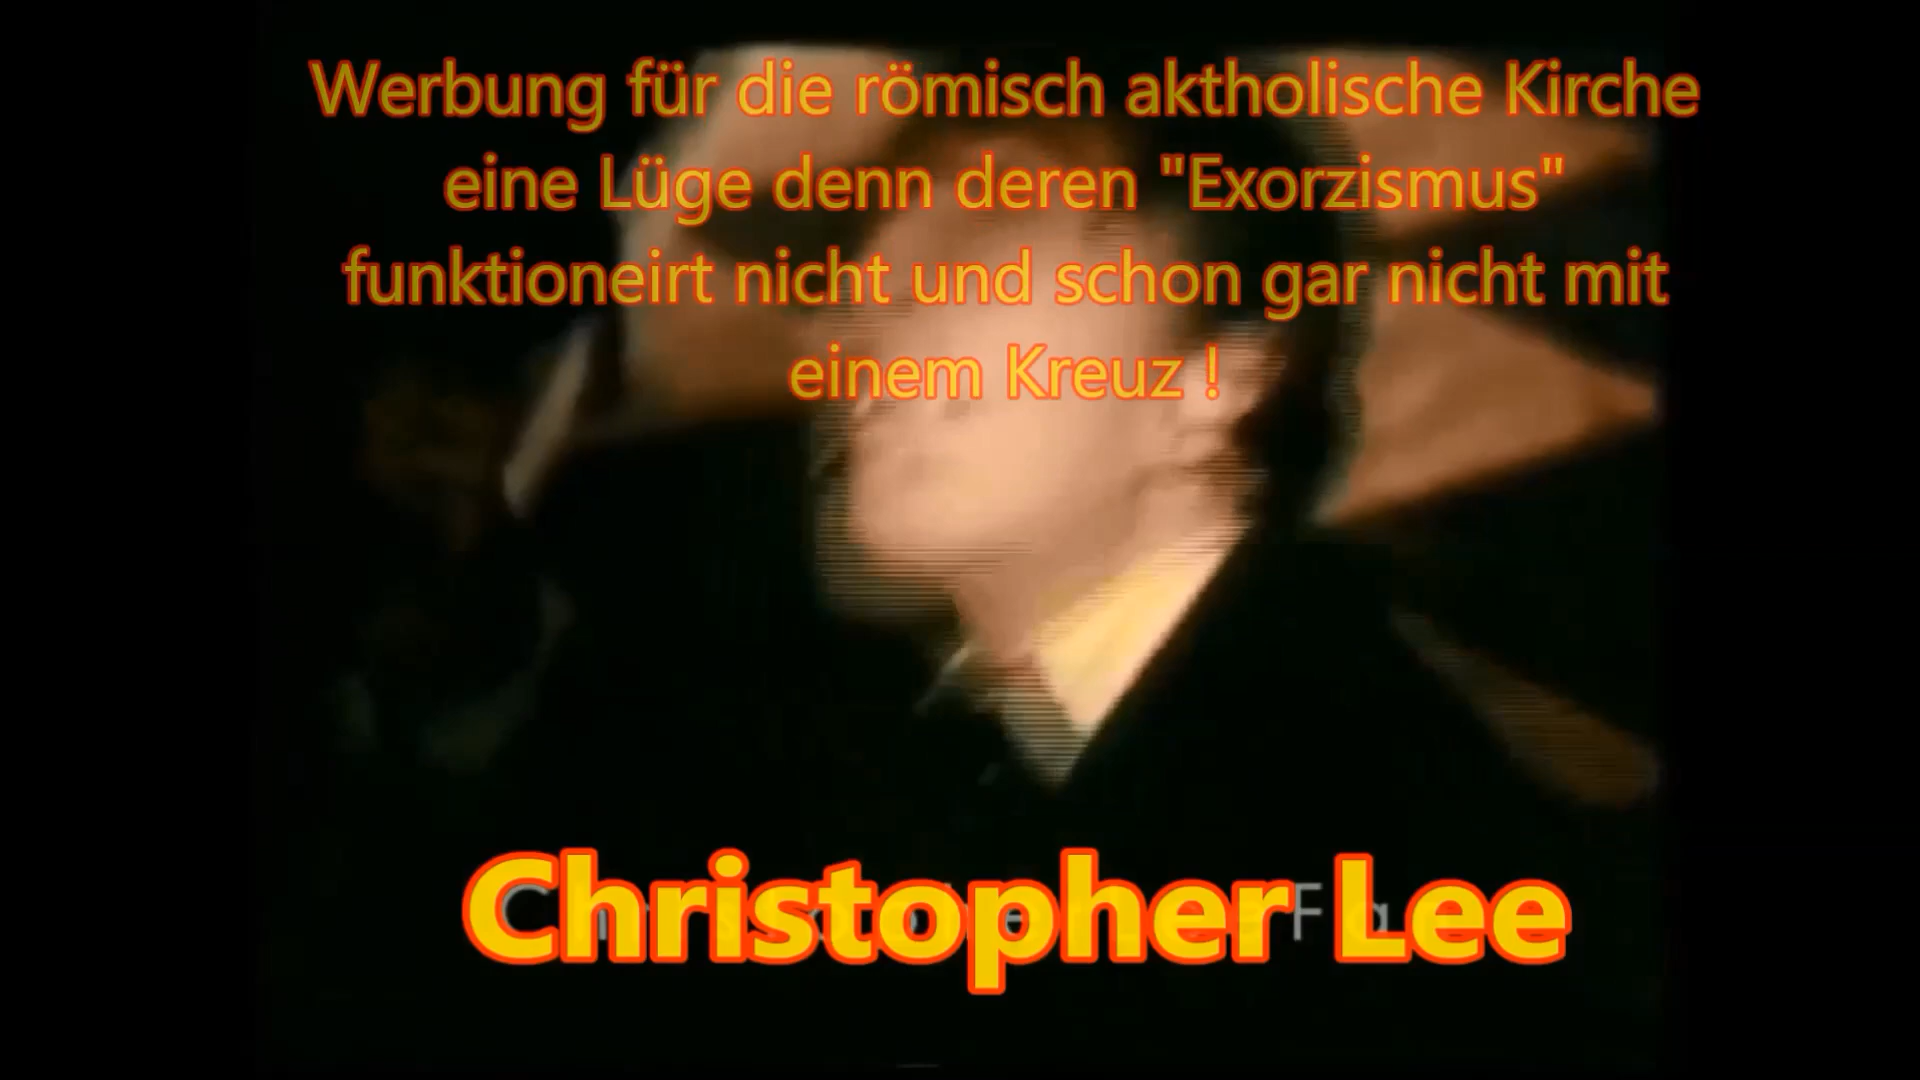 Werbung für die römisch aktholische Kirche
eine Lüge denn deren "Exorzismus"
funktioneirt nicht und schon gar nicht mit
einem Kreuz !
Christopher Lee